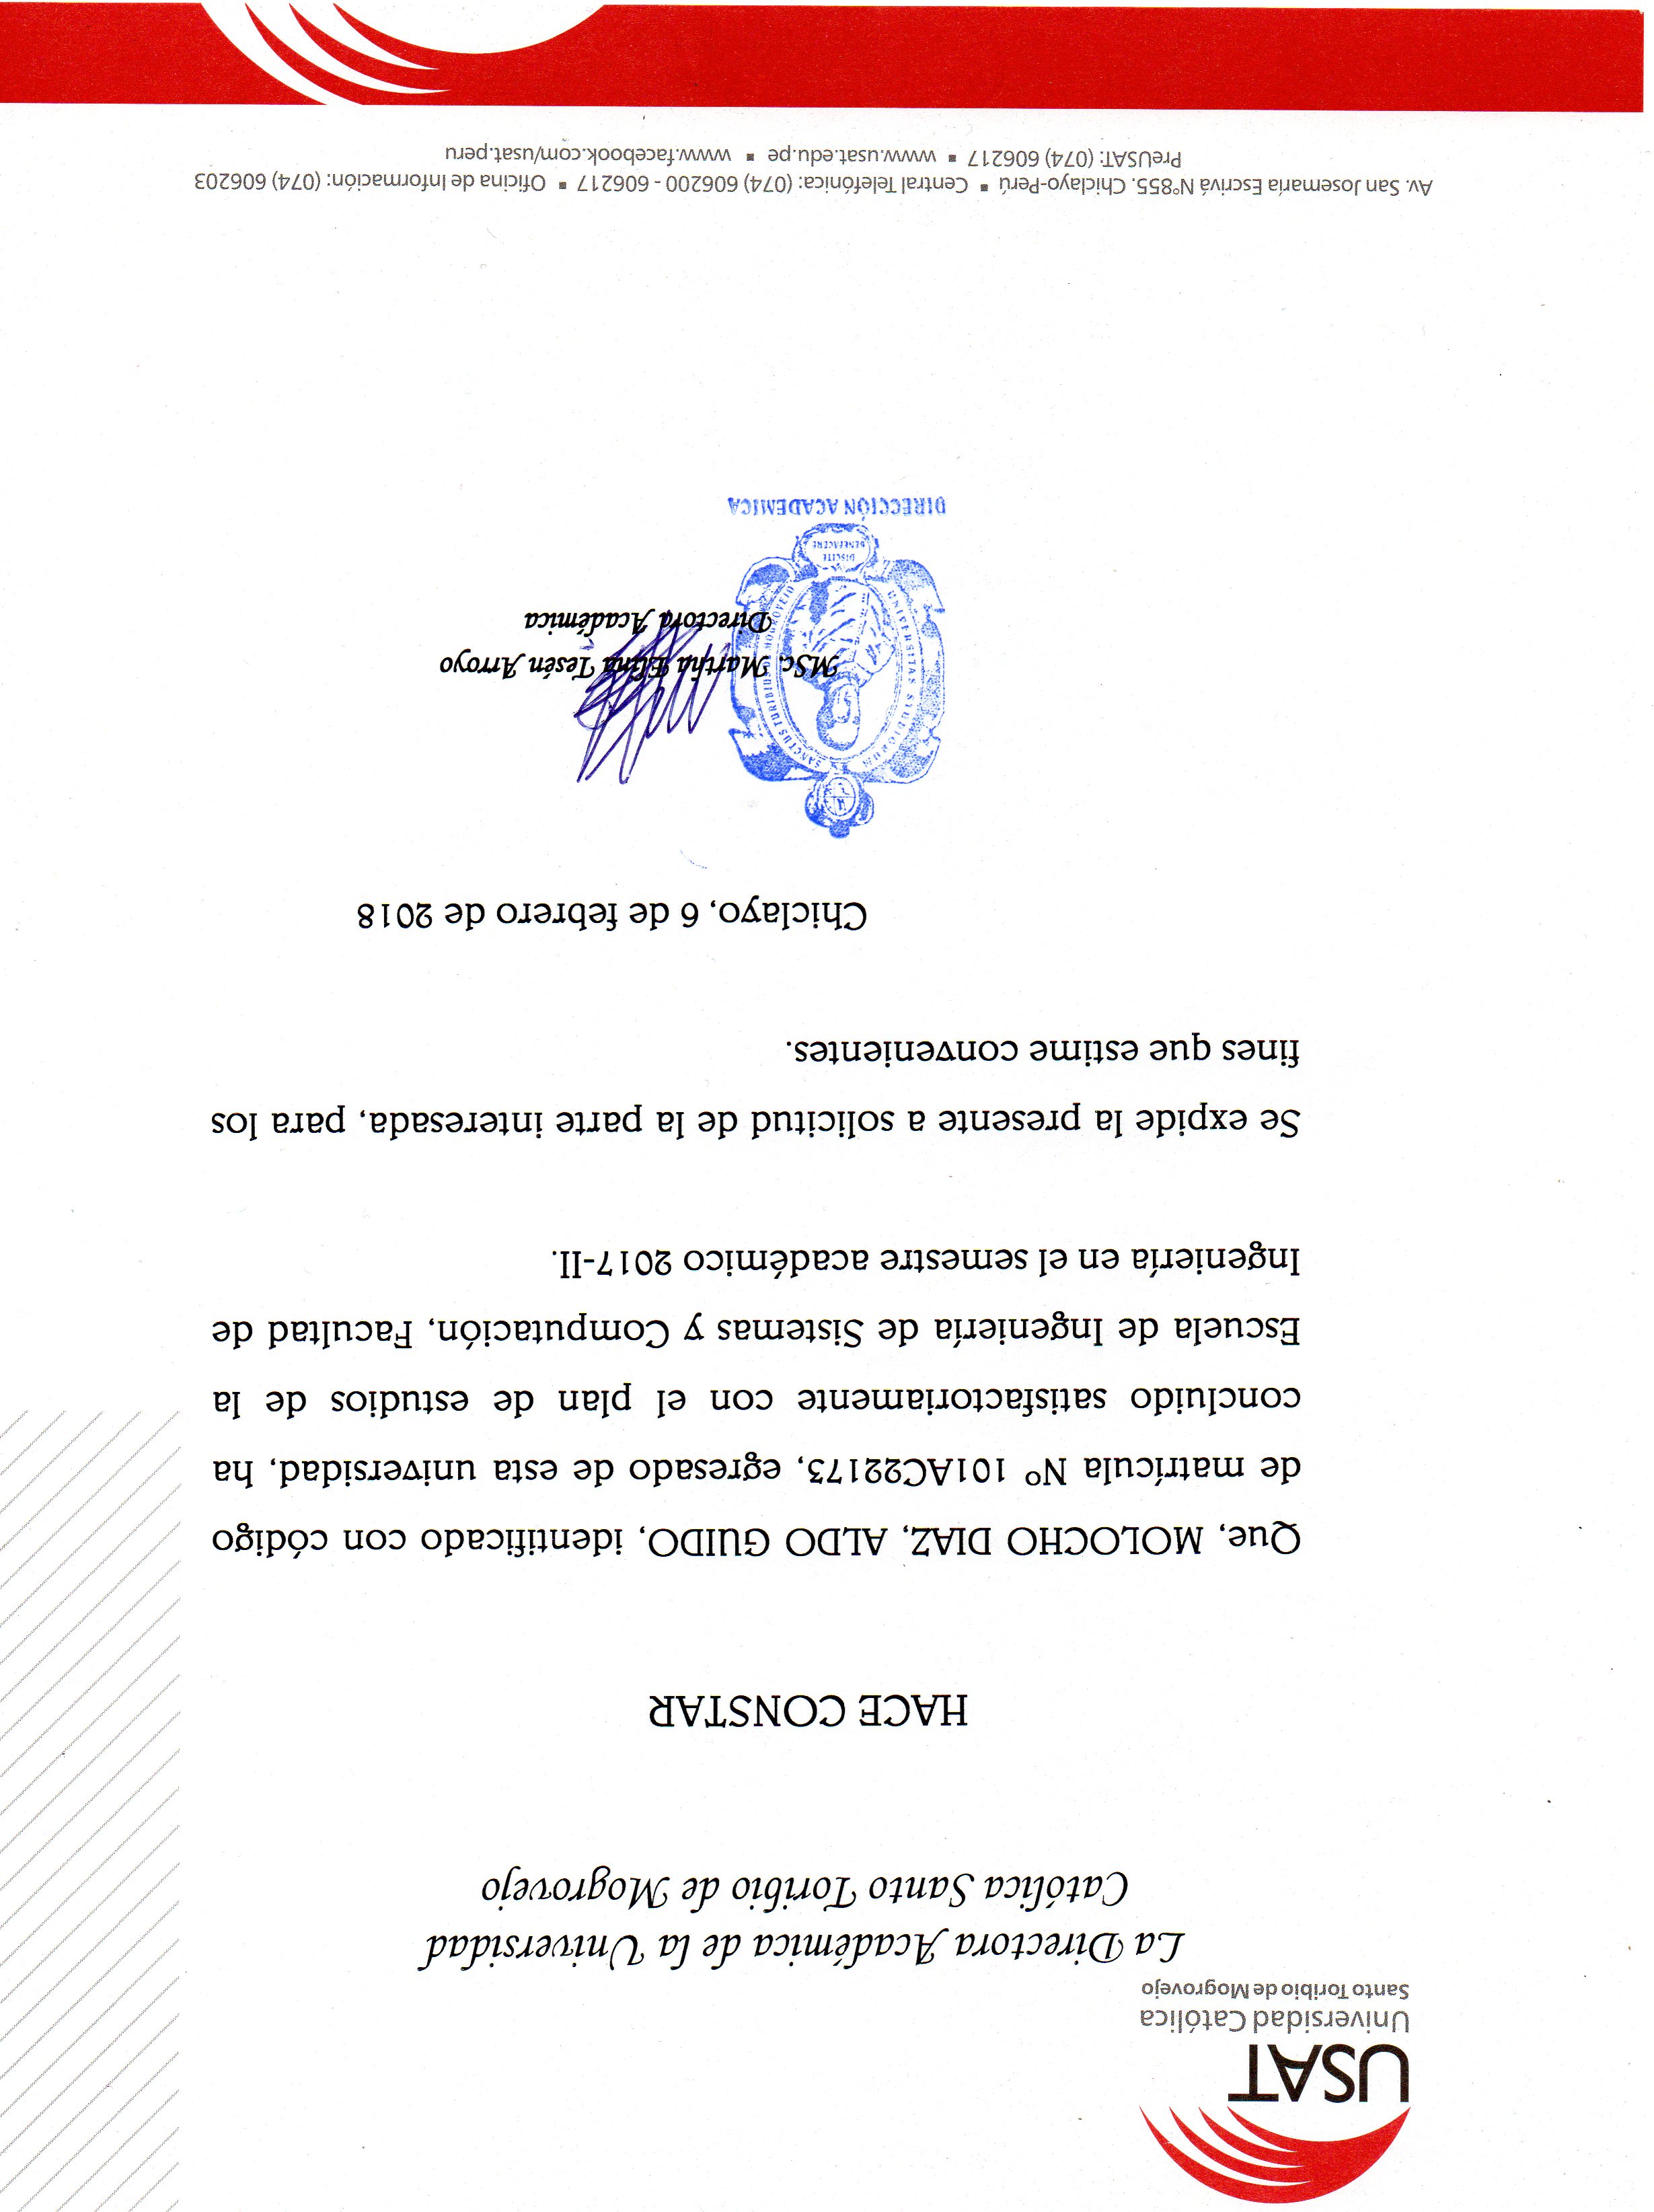 USAT
Universidad Católica
Santo Toribio de Mogrovejo
La Directora Académica de la Universidad
Católica Santo Toribio de Mogrovejo
HACE CONSTAR
Que, MOLOCHO DIAZ, ALDO GUIDO, identificado con código
de matrícula Nº 101AC22173, egresado de esta universidad, ha
concluido satisfactoriamente con el plan de estudios de la
Escuela de Ingeniería de Sistemas y Computación, Facultad de
Ingeniería en el semestre académico 2017-II.
Se expide la presente a solicitud de la parte interesada, para los
fines que estime convenientes.
Chiclayo, 6 de febrero de 2018
UNIVERSITAS STUDIORUM SANCTUS TURIBIUS D MOGROVEJO
MSc. Martha Elina Tesén Arroyo
Directora Académica
DISCITE
BENEFACERE
DIRECCIÓN ACADEMICA
Av. San Josemaría Escrivá N°855. Chiclayo-Perú ▪ Central Telefónica: (074) 606200 - 606217 ▪ Oficina de Información: (074) 606203
PreUSAT: (074) 606217 ▪ www.usat.edu.pe ▪ www.facebook.com/usat.peru